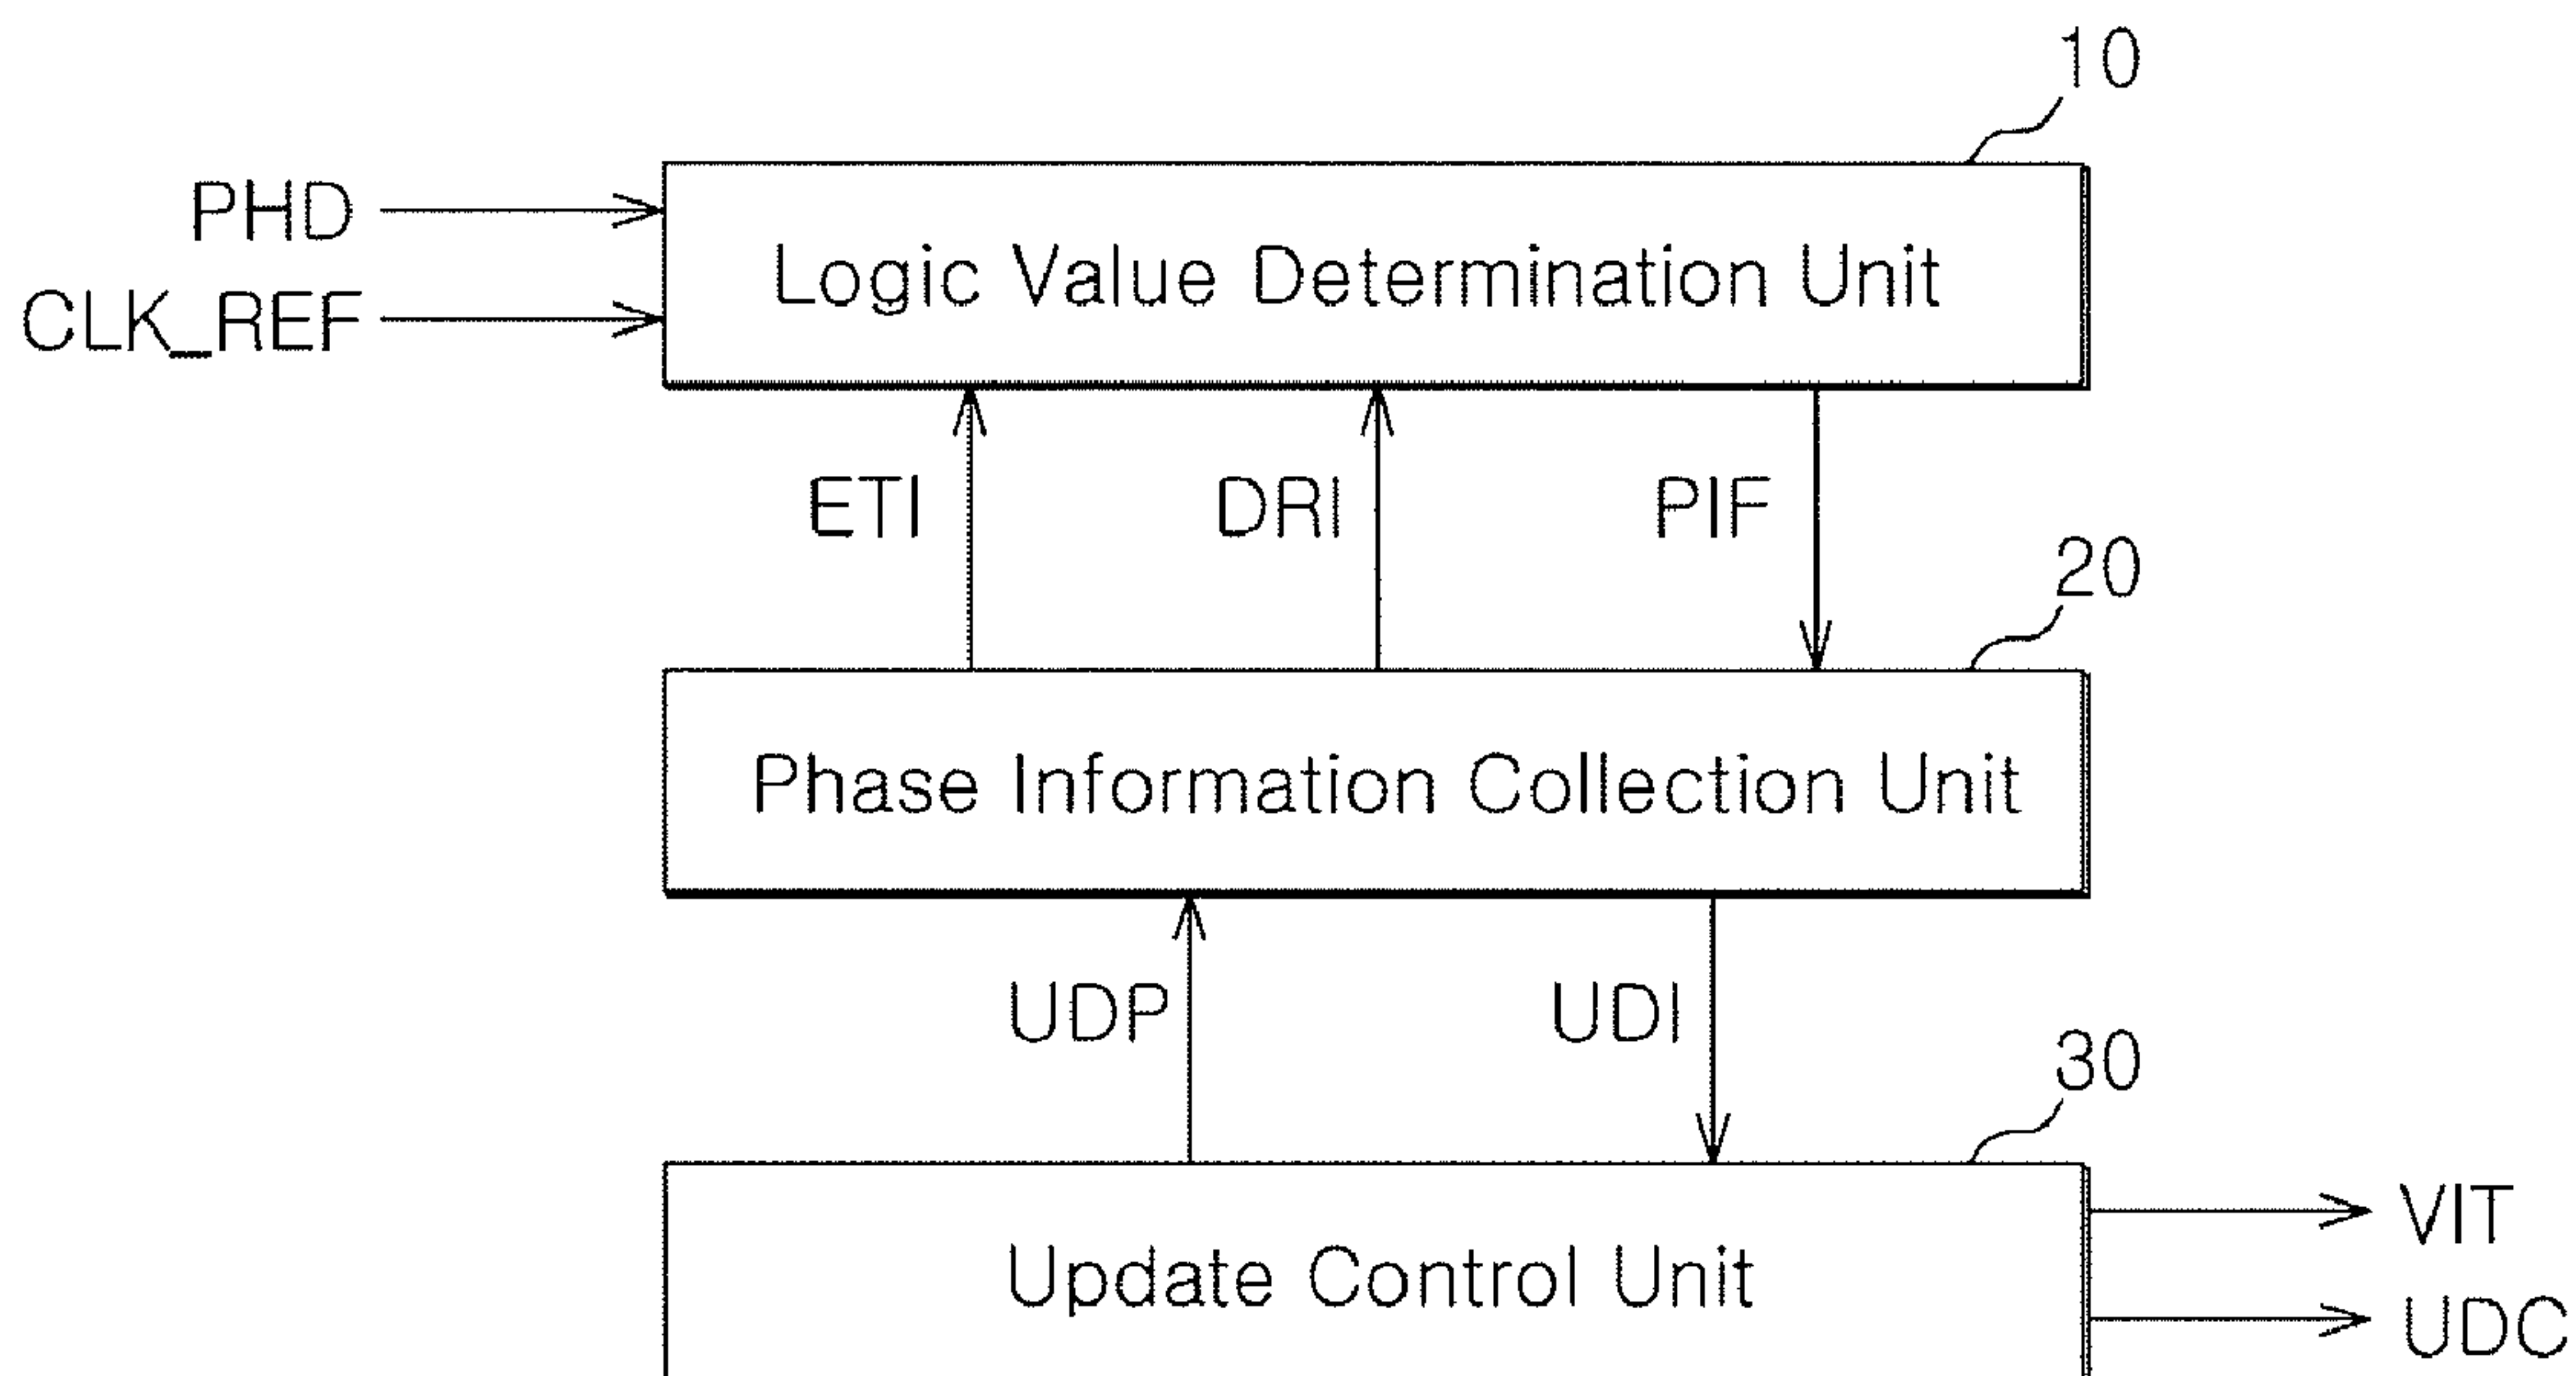 10
PHD
Logic Value Determination Unit
CLK_REF
ETI DRI PIF
20
Phase Information Collection Unit
UDP UDI
30
VIT
Update Control Unit
UDC